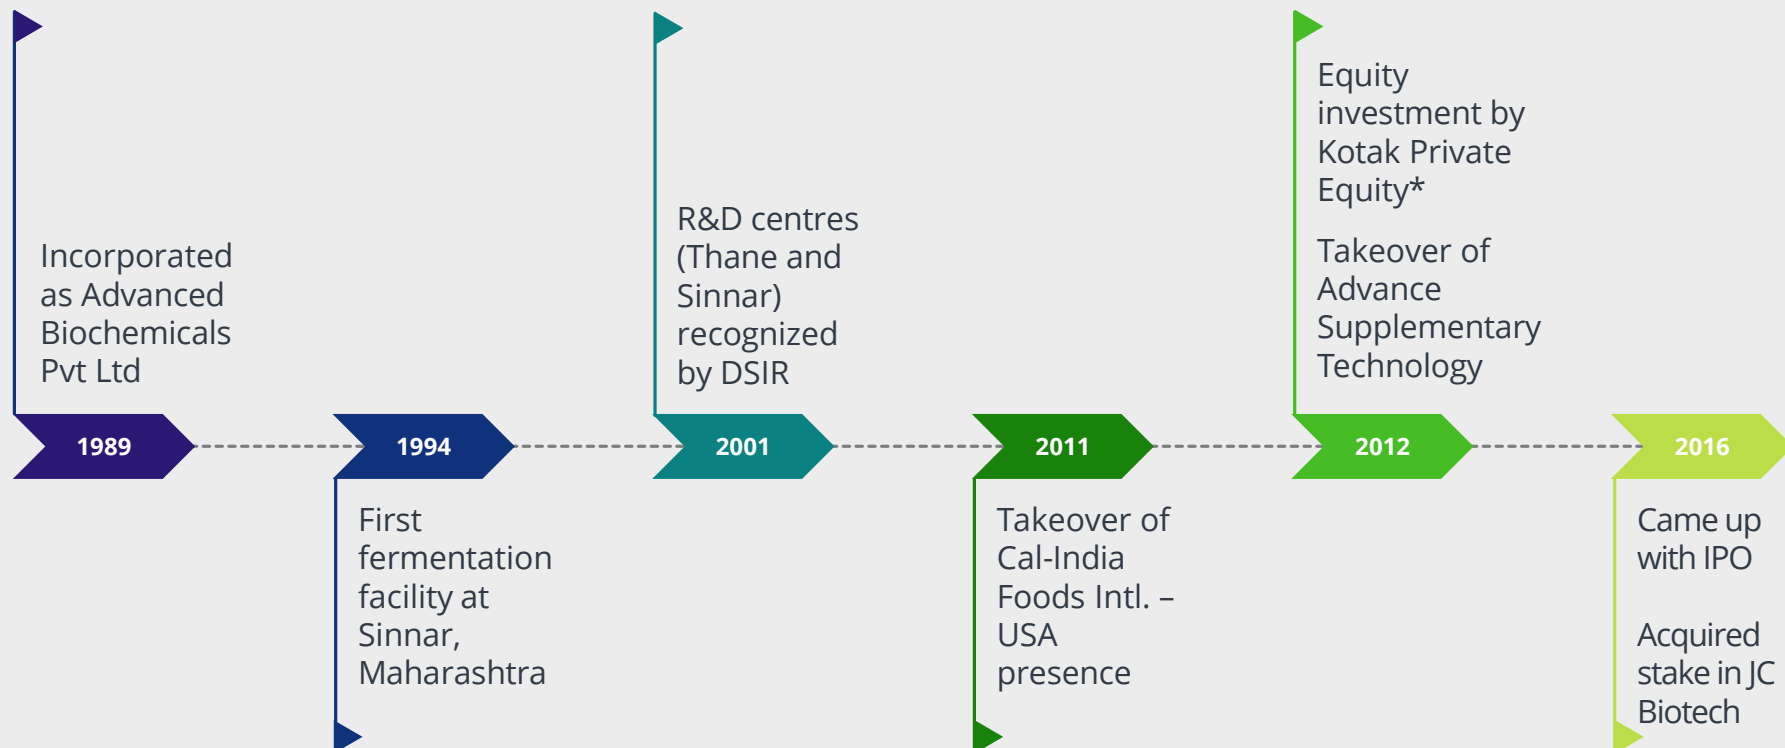 1989
Incorporated
as Advanced
Biochemicals
Pvt Ltd
1994
First
fermentation
facility at
Sinnar,
Maharashtra
2001
R&D centres
(Thane and
Sinnar)
recognized
by DSIR
2011
Takeover of
Cal-India
Foods Intl. –
USA
presence
2012
Equity
investment by
Kotak Private
Equity*
Takeover of
Advance
Supplementary
Technology
2016
Came up
with IPO
Acquired
stake in JC
Biotech